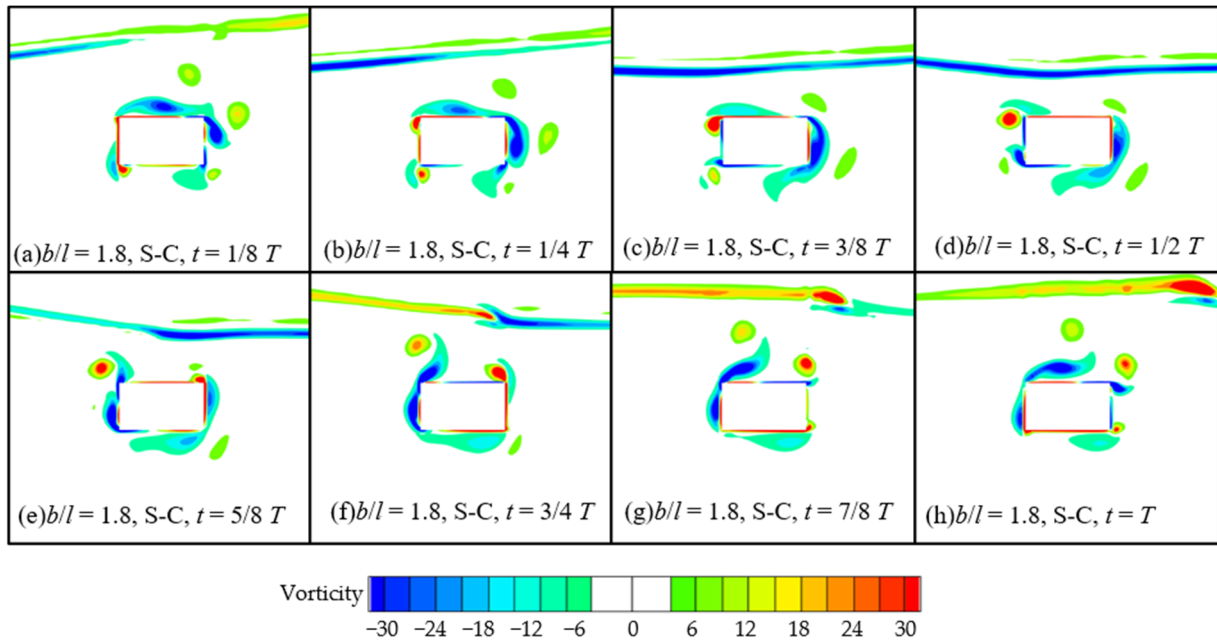 (a)b/l = 1.8, S-C, t = 1/8 T
(b)b/l = 1.8, S-C, t = 1/4 T
(c)b/l = 1.8, S-C, t = 3/8 T
(d)b/l = 1.8, S-C, t = 1/2 T
(e)b/l = 1.8, S-C, t = 5/8 T
(f)b/l = 1.8, S-C, t = 3/4 T
(g)b/l = 1.8, S-C, t = 7/8 T
(h)b/l = 1.8, S-C, t = T
Vorticity
−30 −24 −18 −12 −6 0 6 12 18 24 30